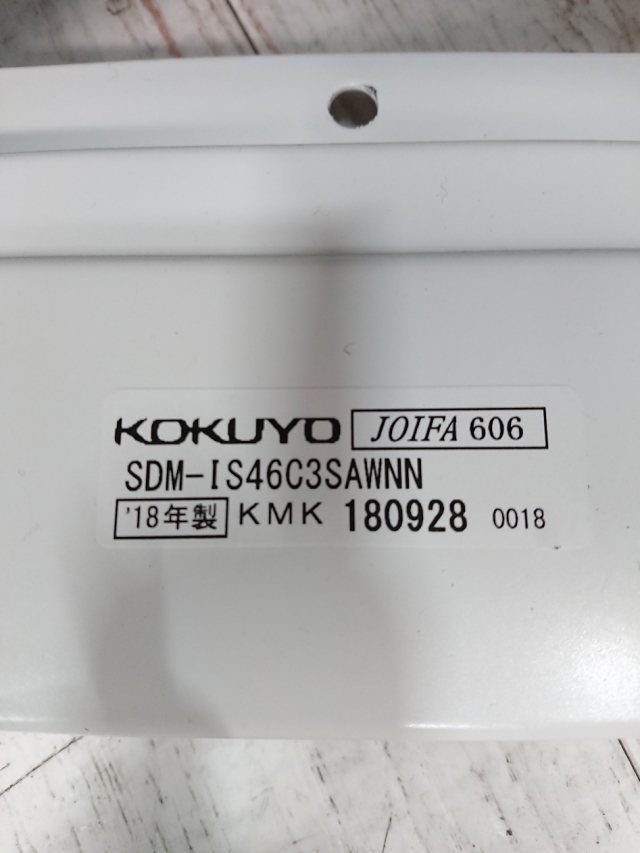 KOKUYO JOIFA 606
SDM-IS46C3SAWNN
'18年製 KMK 180928 0018